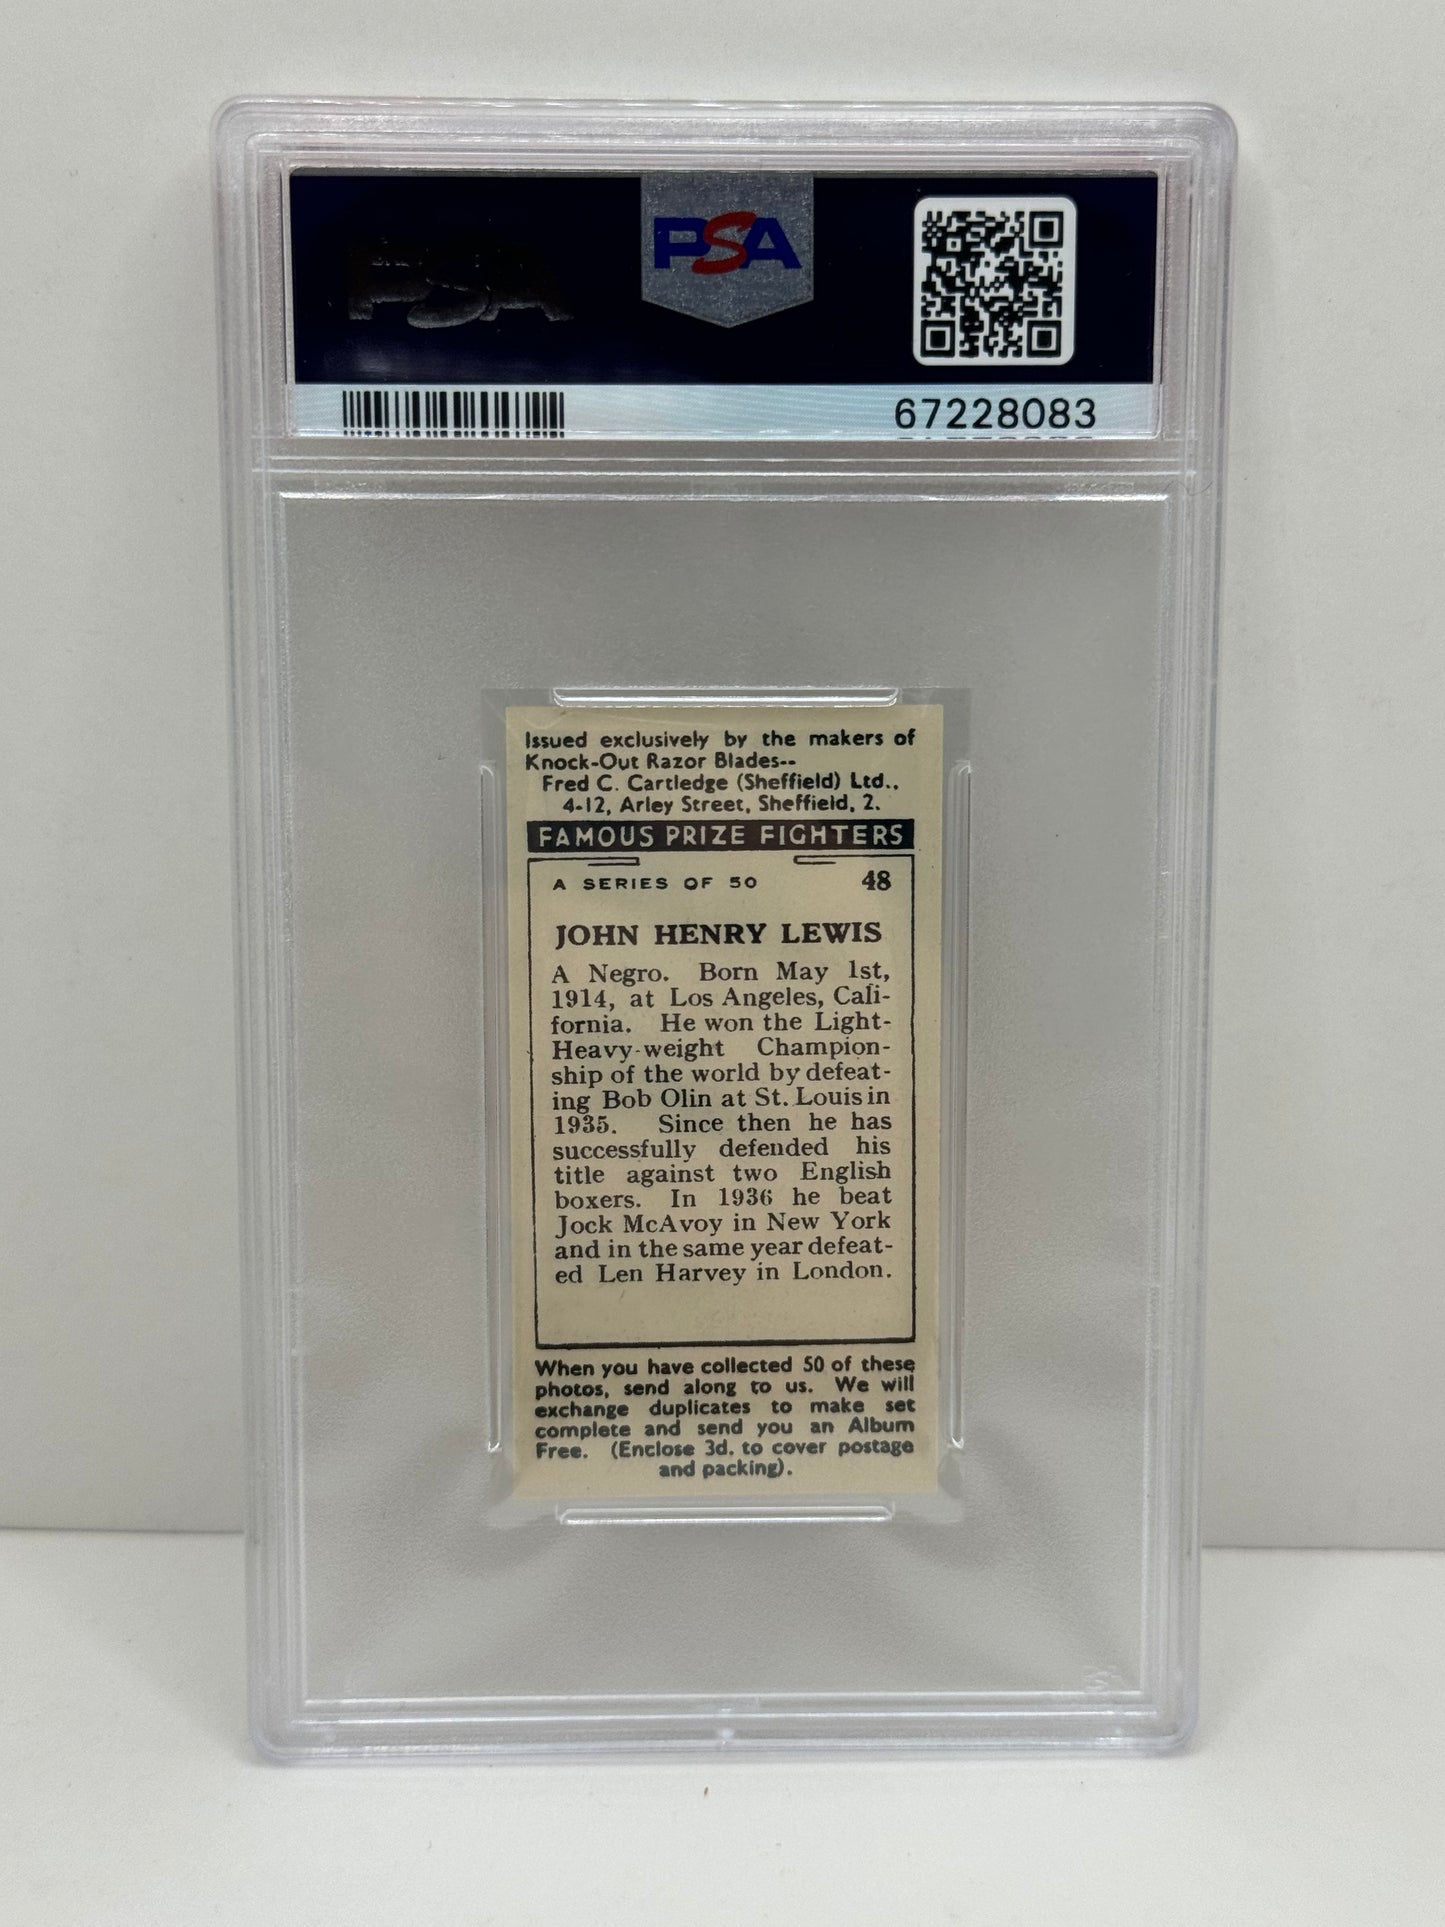 PSA
PSA
67228083
Issued exclusively by the makers of
Knock-Out Razor Blades--
Fred C. Cartledge (Sheffield) Ltd.,
4-12, Arley Street, Sheffield, 2.
FAMOUS PRIZE FIGHTERS
A SERIES OF 50 48
JOHN HENRY LEWIS
A Negro. Born May 1st,
1914, at Los Angeles, Cali-
fornia. He won the Light-
Heavy-weight Champion-
ship of the world by defeat-
ing Bob Olin at St. Louis in
1935. Since then he has
successfully defended his
title against two English
boxers. In 1936 he beat
Jock McAvoy in New York
and in the same year defeat-
ed Len Harvey in London.
When you have collected 50 of these
photos, send along to us. We will
exchange duplicates to make set
complete and send you an Album
Free. (Enclose 3d. to cover postage
and packing).